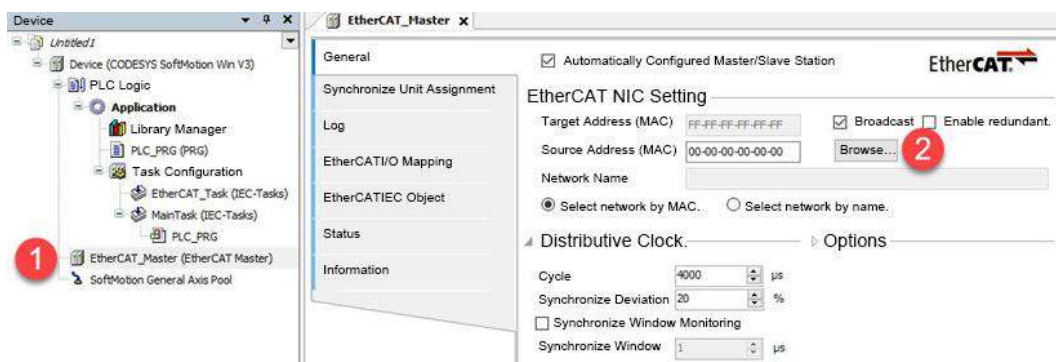 Device
Untitled1
Device (CODESYS SoftMotion Win V3)
PLC Logic
Application
Library Manager
PLC_PRG (PRG)
Task Configuration
EtherCAT_Task (IEC-Tasks)
MainTask (IEC-Tasks)
PLC_PRG
1
EtherCAT_Master (EtherCAT Master)
SoftMotion General Axis Pool
EtherCAT_Master x
General
Synchronize Unit Assignment
Log
EtherCATI/O Mapping
EtherCATIEC Object
Status
Information
Automatically Configured Master/Slave Station
EtherCAT.
EtherCAT NIC Setting
Target Address (MAC) FF-FF-FF-FF-FF-FF Broadcast Enable redundant.
Source Address (MAC) 00-00-00-00-00-00 Browse... 2
Network Name
Select network by MAC. Select network by name.
Distributive Clock. Options
Cycle 4000 µs
Synchronize Deviation 20 %
Synchronize Window Monitoring
Synchronize Window 1 µs